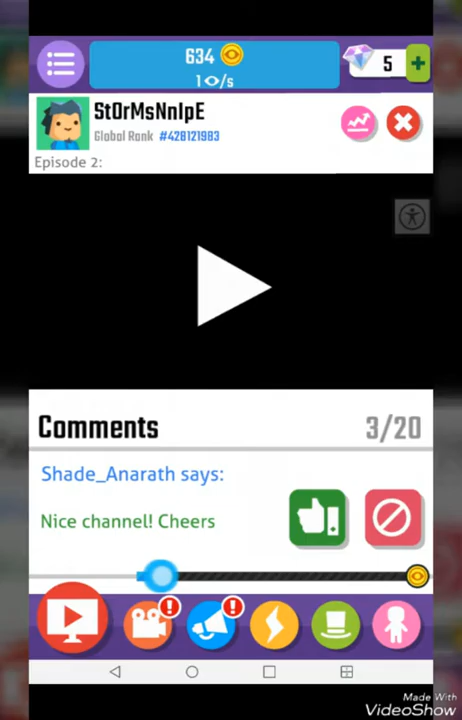 634
5
1/s
StOrMsNnIpE
Global Rank #428121983
Episode 2:
Comments 3/20
Shade_Anarath says:
Nice channel! Cheers
Made With
VideoShow